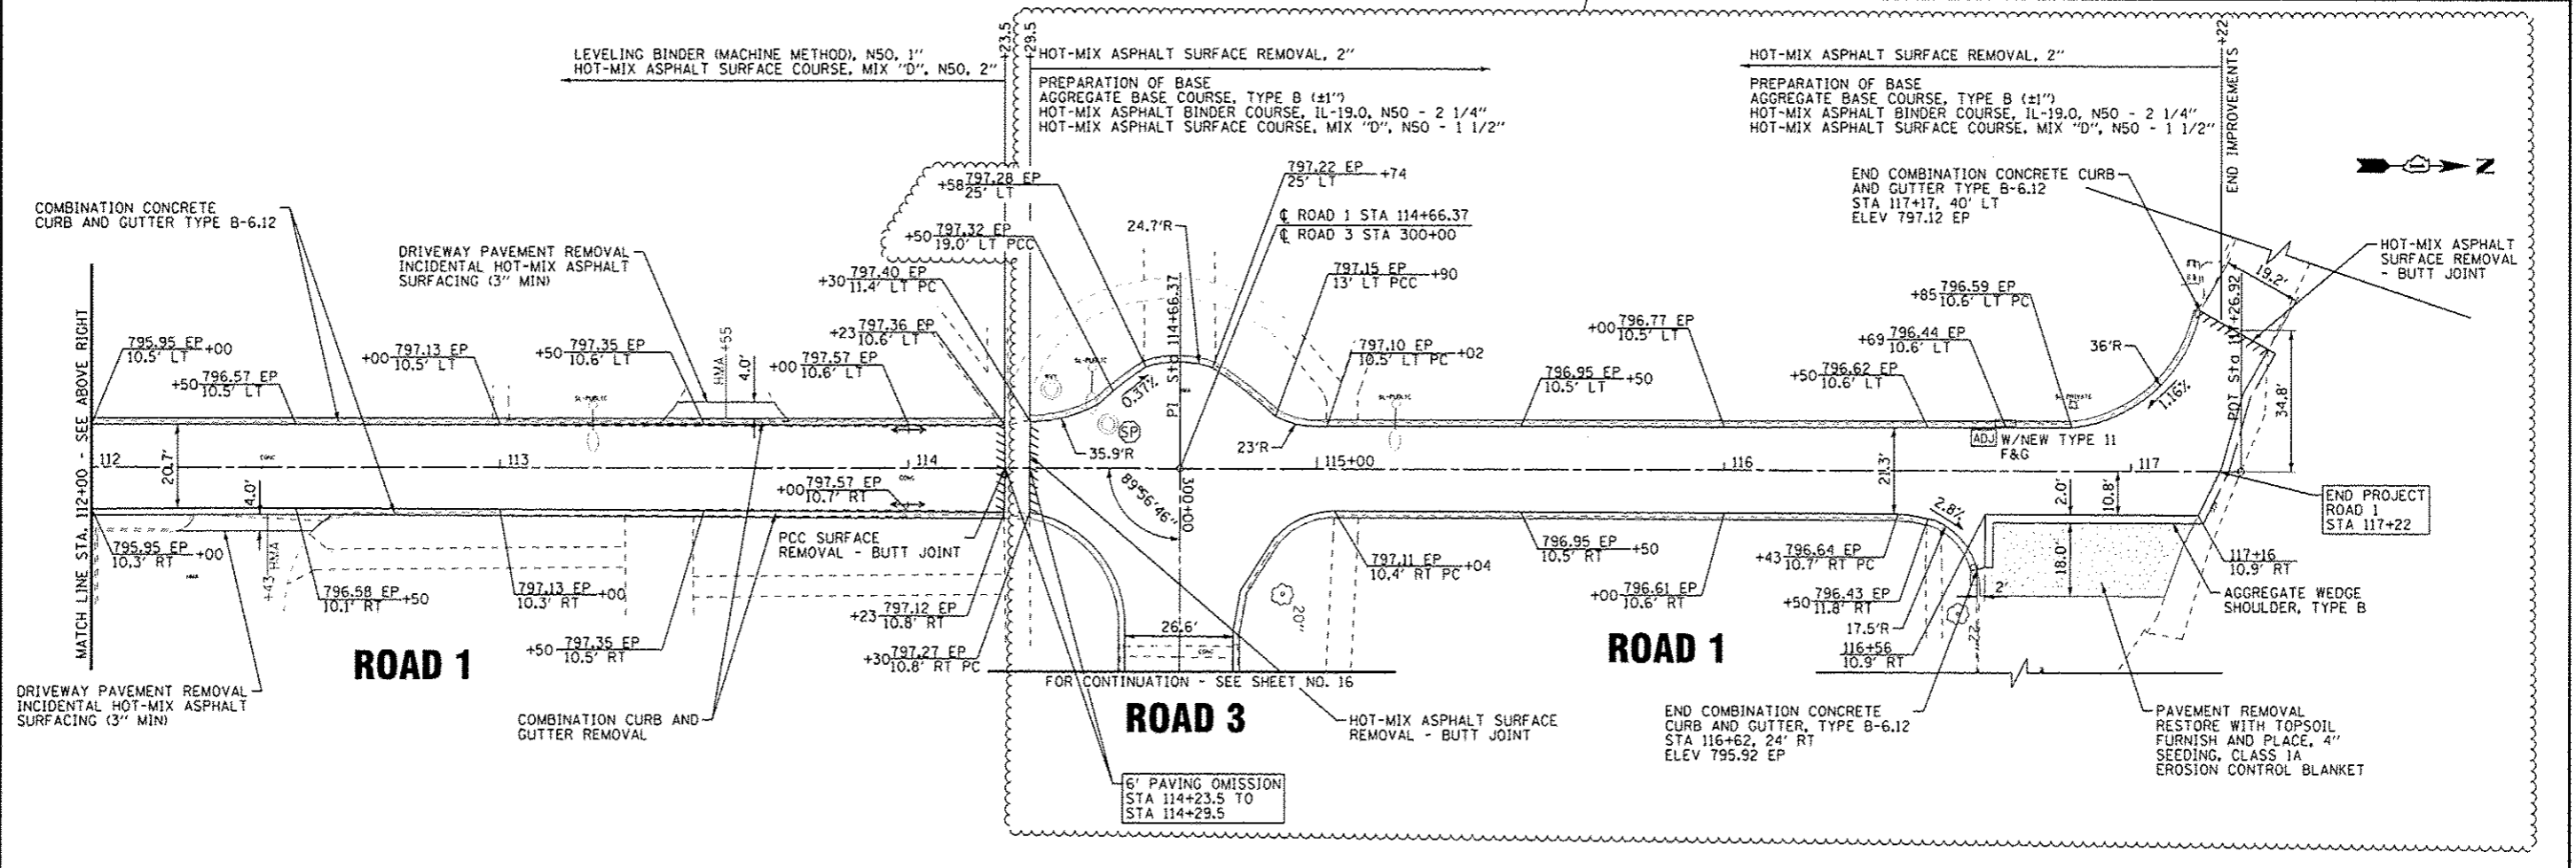 LEVELING BINDER (MACHINE METHOD), N50, 1"
HOT-MIX ASPHALT SURFACE COURSE, MIX "D", N50, 2"
+23.5
+29.5
HOT-MIX ASPHALT SURFACE REMOVAL, 2"
PREPARATION OF BASE
AGGREGATE BASE COURSE, TYPE B (±1")
HOT-MIX ASPHALT BINDER COURSE, IL-19.0, N50 - 2 1/4"
HOT-MIX ASPHALT SURFACE COURSE, MIX "D", N50 - 1 1/2"
HOT-MIX ASPHALT SURFACE REMOVAL, 2"
PREPARATION OF BASE
AGGREGATE BASE COURSE, TYPE B (±1")
HOT-MIX ASPHALT BINDER COURSE, IL-19.0, N50 - 2 1/4"
HOT-MIX ASPHALT SURFACE COURSE, MIX "D", N50 - 1 1/2"
+22
END IMPROVEMENTS
N
COMBINATION CONCRETE
CURB AND GUTTER TYPE B-6.12
DRIVEWAY PAVEMENT REMOVAL
INCIDENTAL HOT-MIX ASPHALT
SURFACING (3" MIN)
+58 797.28 EP
25' LT
+50 797.32 EP
19.0' LT PCC
+30 797.40 EP
11.4' LT PC
+23 797.36 EP
10.6' LT
24.7'R
797.22 EP +74
25' LT
℄ ROAD 1 STA 114+66.37
℄ ROAD 3 STA 300+00
797.15 EP +90
13' LT PCC
END COMBINATION CONCRETE CURB
AND GUTTER TYPE B-6.12
STA 117+17, 40' LT
ELEV 797.12 EP
HOT-MIX ASPHALT
SURFACE REMOVAL
- BUTT JOINT
19.2'
MATCH LINE STA. 112+00 - SEE ABOVE RIGHT
795.95 EP +00
10.5' LT
+50 796.57 EP
10.5' LT
+00 797.13 EP
10.5' LT
+50 797.35 EP
10.6' LT
HMA +55
4.0'
+00 797.57 EP
10.6' LT
PI Sta 114+66.37
0.37%
797.10 EP +02
10.5' LT PC
796.95 EP +50
10.5' LT
+00 796.77 EP
10.5' LT
+50 796.62 EP
10.6' LT
+69 796.44 EP
10.6' LT
+85 796.59 EP
10.6' LT PC
36'R
1.16%
POT Sta 117+26.92
34.8'
SL-PUBLIC
SL-PUBLIC
SL-PUBLIC
SL-PRIVATE
SP
35.9'R
23'R
ADJ W/NEW TYPE 11
F&G
112
113
114
115+00
116
117
CONC
CONC
20.7'
4.0'
+43 HMA
89°56'46"
300+00
21.3'
2.0'
10.8'
END PROJECT
ROAD 1
STA 117+22
795.95 EP +00
10.3' RT
796.58 EP +50
10.1' RT
797.13 EP +00
10.3' RT
+50 797.35 EP
10.5' RT
+00 797.57 EP
10.7' RT
PCC SURFACE
REMOVAL - BUTT JOINT
+23 797.12 EP
10.8' RT
+30 797.27 EP
10.8' RT PC
26.6'
CONC
20"
797.11 EP +04
10.4' RT PC
796.95 EP +50
10.5' RT
+00 796.61 EP
10.6' RT
+43 796.64 EP
10.7' RT PC
+50 796.43 EP
11.8' RT
2.8%
17.5'R
116+56
10.9' RT
2'
22"
18.0'
117+16
10.9' RT
AGGREGATE WEDGE
SHOULDER, TYPE B
ROAD 1
ROAD 1
DRIVEWAY PAVEMENT REMOVAL
INCIDENTAL HOT-MIX ASPHALT
SURFACING (3" MIN)
COMBINATION CURB AND
GUTTER REMOVAL
FOR CONTINUATION - SEE SHEET NO. 16
ROAD 3
HOT-MIX ASPHALT SURFACE
REMOVAL - BUTT JOINT
6' PAVING OMISSION
STA 114+23.5 TO
STA 114+29.5
END COMBINATION CONCRETE
CURB AND GUTTER, TYPE B-6.12
STA 116+62, 24' RT
ELEV 795.92 EP
PAVEMENT REMOVAL
RESTORE WITH TOPSOIL
FURNISH AND PLACE, 4"
SEEDING, CLASS 1A
EROSION CONTROL BLANKET